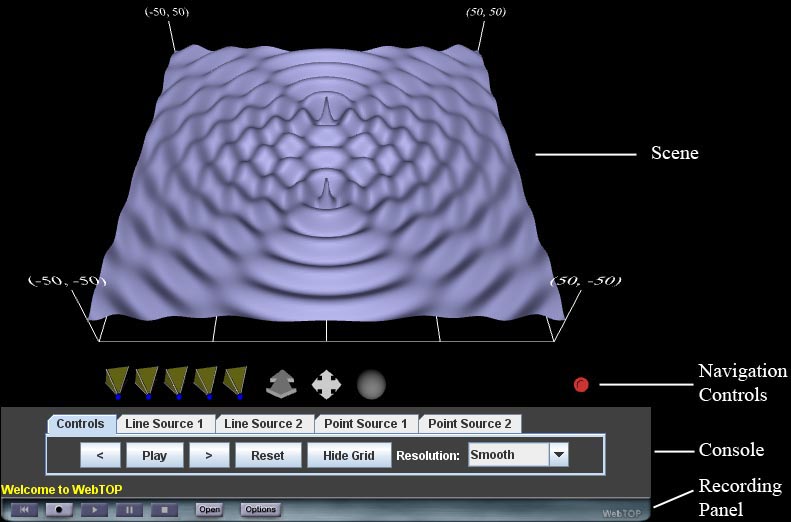 (-50, 50)
(50, 50)
Scene
(-50, -50)
(50, -50)
Navigation
Controls
Controls
Line Source 1
Line Source 2
Point Source 1
Point Source 2
< Play > Reset Hide Grid Resolution: Smooth
Console
Welcome to WebTOP
Recording
Panel
Open
Options
WebTOP